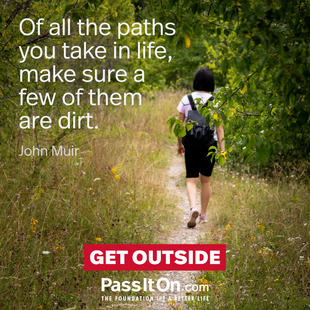 Of all the paths
you take in life,
make sure a
few of them
are dirt.
John Muir
GET OUTSIDE
PassItOn.com
THE FOUNDATION FOR A BETTER LIFE